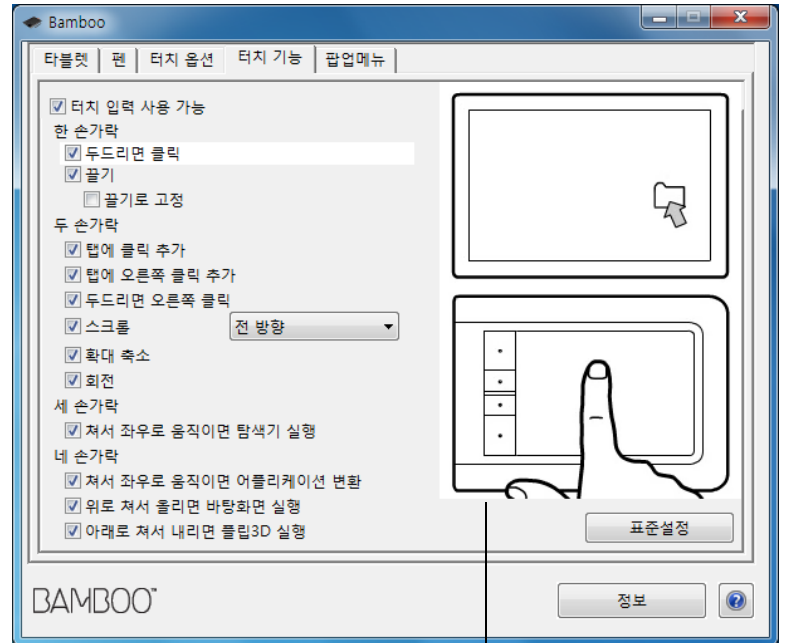 Bamboo
타블렛 펜 터치 옵션 터치 기능 팝업메뉴
터치 입력 사용 가능
한 손가락
두드리면 클릭
끌기
끌기로 고정
두 손가락
탭에 클릭 추가
탭에 오른쪽 클릭 추가
두드리면 오른쪽 클릭
스크롤 전 방향
확대 축소
회전
세 손가락
쳐서 좌우로 움직이면 탐색기 실행
네 손가락
쳐서 좌우로 움직이면 어플리케이션 변환
위로 쳐서 올리면 바탕화면 실행
아래로 쳐서 내리면 플립3D 실행
표준설정
BAMBOO™ 정보 ?